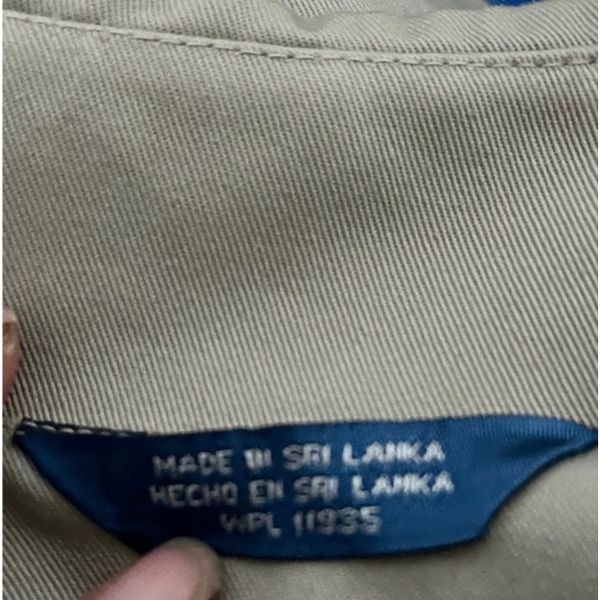 MADE IN SRI LANKA
HECHO EN SRI LANKA
WPL 11935